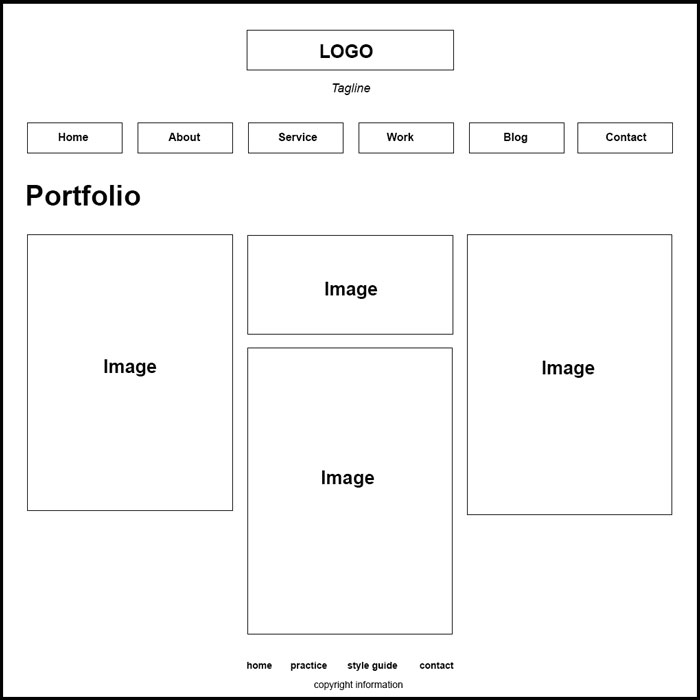 LOGO
Tagline
Home About Service Work Blog Contact
Portfolio
Image
Image
Image
Image
home practice style guide contact
copyright information